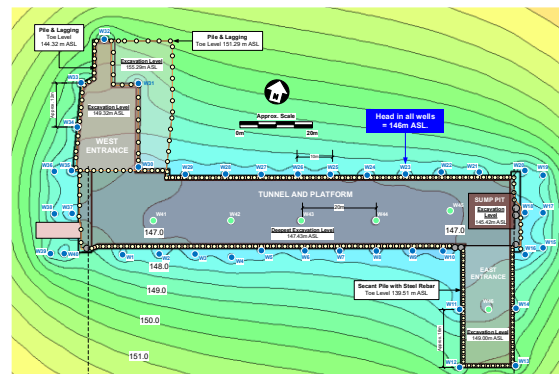 W32
Pile & Lagging
Toe Level
144.32 m ASL
Pile & Lagging
Toe Level 151.29 m ASL
Excavation Level
155.29m ASL
W33
W31
Approx. Scale
0m
20m
Head in all wells
= 146m ASL.
Excavation Level
149.32m ASL
W34
WEST
ENTRANCE
W36
W35
W30
W29
W28
W27
W26
W25
W24
W23
W22
W21
W20
W19
10m
TUNNEL AND PLATFORM
SUMP PIT
Excavation
Level
145.42m ASL
W38
W37
W41
W42
W43
W44
W45
W18
W17
20m
147.0
Deepest Excavation Level
147.43m ASL
147.0
W39
W40
W1
W2
W3
W4
W5
W6
W7
W8
W9
W10
W16
W15
148.0
EAST
ENTRANCE
149.0
Secant Pile with Steel Rebar
Toe Level 139.51 m ASL
W11
W14
150.0
Excavation Level
149.00m ASL
151.0
W12
W13